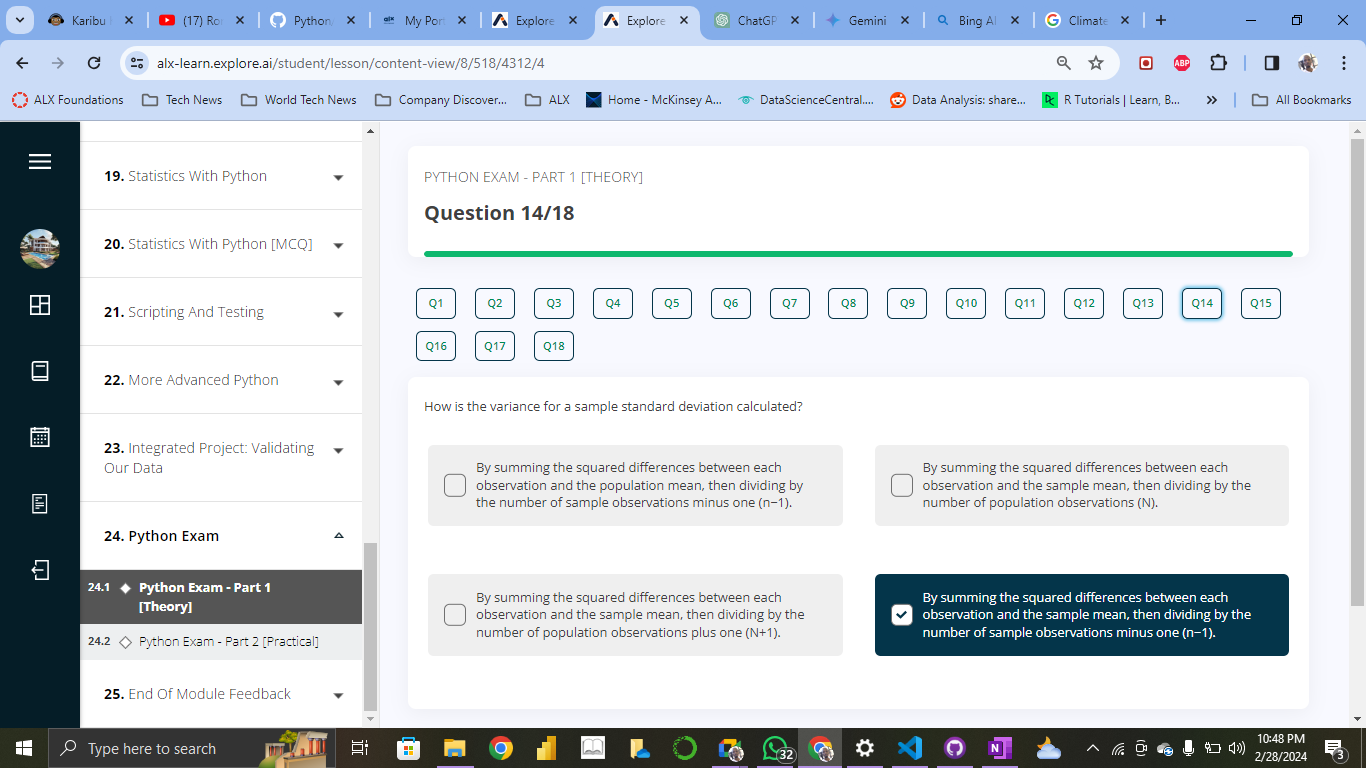 Karibu
(17) Ro
Python
My Por
Explore
Explore
ChatGP
Gemini
Bing AI
Climate
alx-learn.explore.ai/student/lesson/content-view/8/518/4312/4
ABP
ALX Foundations
Tech News
World Tech News
Company Discover...
ALX
Home - McKinsey A...
DataScienceCentral....
Data Analysis: share...
R Tutorials | Learn, B...
»
All Bookmarks
19. Statistics With Python
20. Statistics With Python [MCQ]
21. Scripting And Testing
22. More Advanced Python
23. Integrated Project: Validating
Our Data
24. Python Exam
24.1 Python Exam - Part 1
[Theory]
24.2 Python Exam - Part 2 [Practical]
25. End Of Module Feedback
PYTHON EXAM - PART 1 [THEORY]
Question 14/18
Q1 Q2 Q3 Q4 Q5 Q6 Q7 Q8 Q9 Q10 Q11 Q12 Q13 Q14 Q15
Q16 Q17 Q18
How is the variance for a sample standard deviation calculated?
By summing the squared differences between each
observation and the population mean, then dividing by
the number of sample observations minus one (n−1).
By summing the squared differences between each
observation and the sample mean, then dividing by the
number of population observations (N).
By summing the squared differences between each
observation and the sample mean, then dividing by the
number of population observations plus one (N+1).
By summing the squared differences between each
observation and the sample mean, then dividing by the
number of sample observations minus one (n−1).
Type here to search
32
10:48 PM
2/28/2024
3